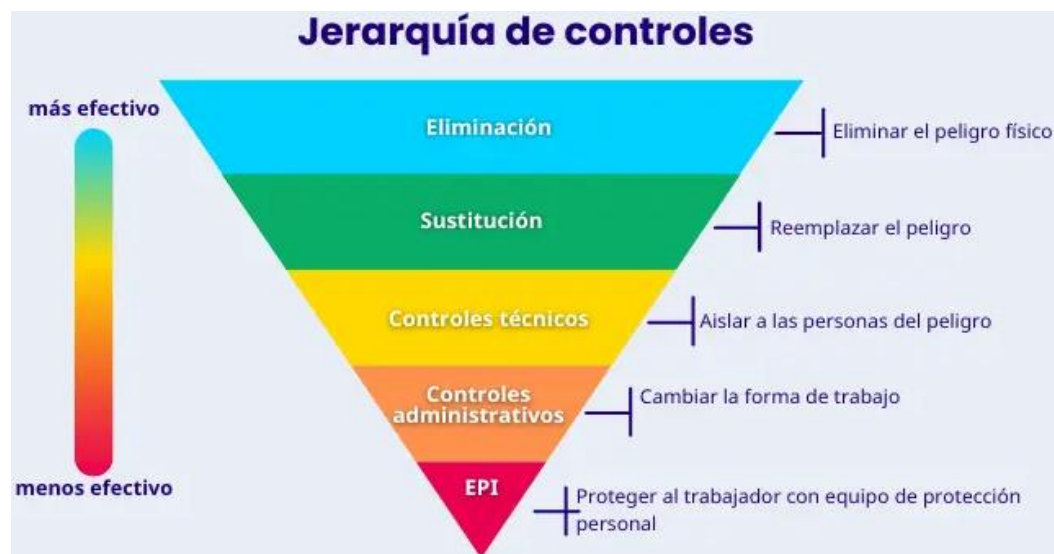 Jerarquía de controles
más efectivo
menos efectivo
Eliminación
Eliminar el peligro físico
Sustitución
Reemplazar el peligro
Controles técnicos
Aislar a las personas del peligro
Controles
administrativos
Cambiar la forma de trabajo
EPI
Proteger al trabajador con equipo de protección
personal